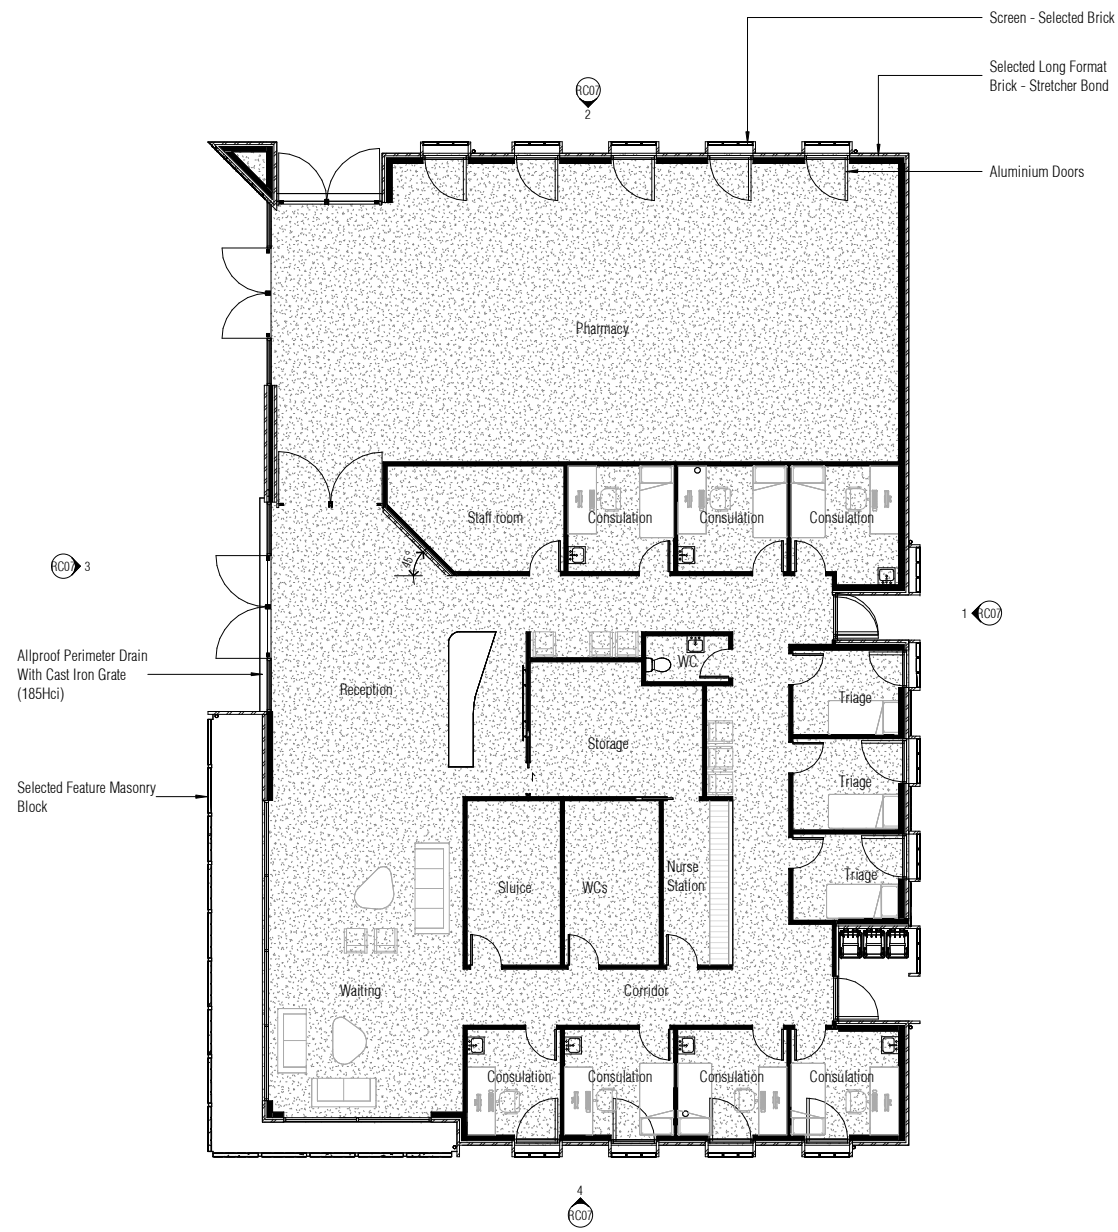 Screen - Selected Brick
Selected Long Format
Brick - Stretcher Bond
RC07
2
Aluminium Doors
Pharmacy
Staff room
Consulation
Consulation
Consulation
45°
RC07
3
1
RC07
Allproof Perimeter Drain
With Cast Iron Grate
(185Hci)
WC
Reception
Triage
Storage
Selected Feature Masonry
Block
Triage
Nurse
Station
Sluice
WCs
Triage
Waiting
Corridor
Consulation
Consulation
Consulation
Consulation
4
RC07